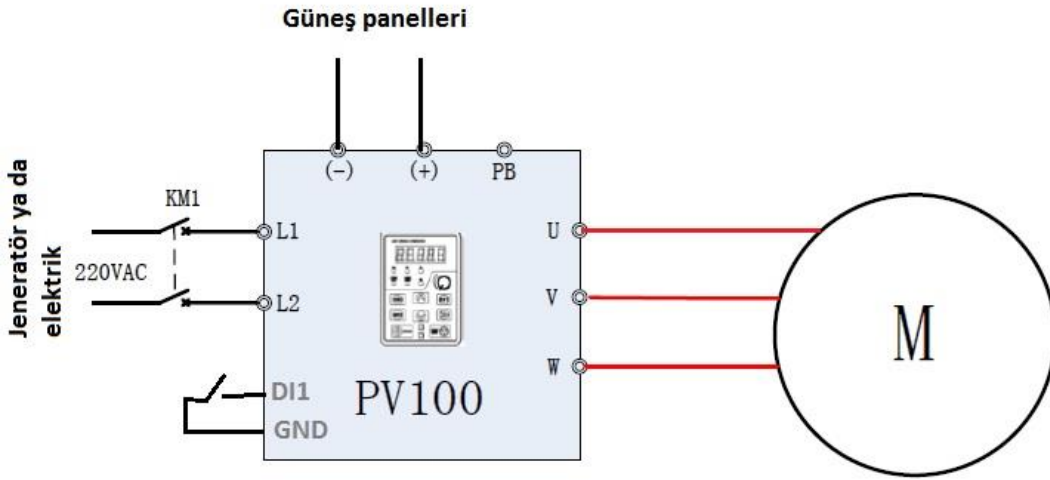 Güneş panelleri
(-)
(+)
PB
Jeneratör ya da
elektrik
KM1
220VAC
L1
L2
DI1
GND
PV100
U
V
W
M